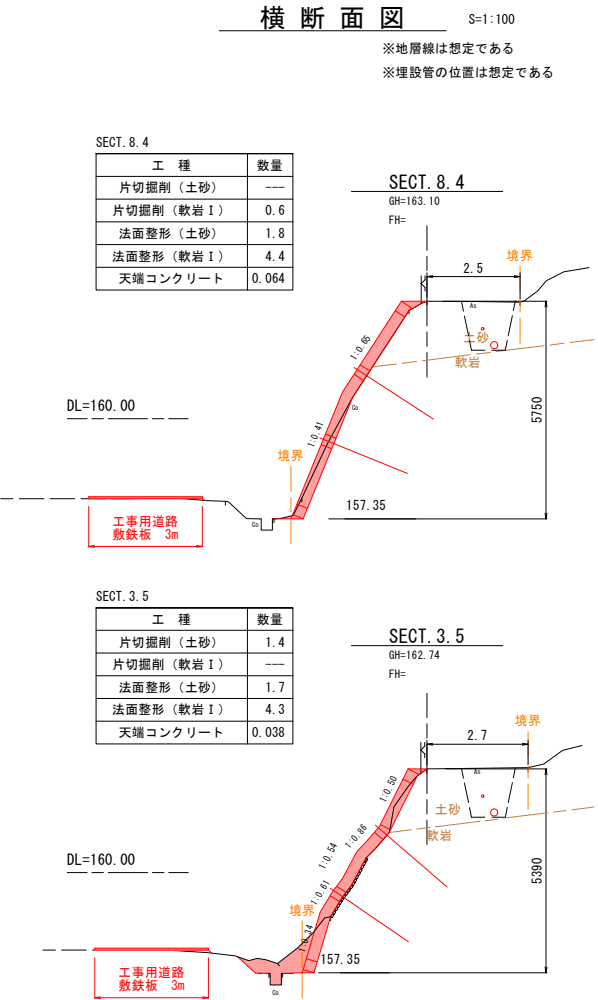 横断面図 S=1:100
※地層線は想定である
※埋設管の位置は想定である
SECT.8.4
工種 数量
片切掘削（土砂） ---
片切掘削（軟岩Ⅰ） 0.6
法面整形（土砂） 1.8
法面整形（軟岩Ⅰ） 4.4
天端コンクリート 0.064
SECT.8.4
GH=163.10
FH=
境界
2.5
As
土砂
軟岩
1:0.65
Co
1:0.41
5750
DL=160.00
境界
157.35
Co
工事用道路
敷鉄板 3m
SECT.3.5
工種 数量
片切掘削（土砂） 1.4
片切掘削（軟岩Ⅰ） ---
法面整形（土砂） 1.7
法面整形（軟岩Ⅰ） 4.3
天端コンクリート 0.038
SECT.3.5
GH=162.74
FH=
境界
2.7
As
土砂
軟岩
1:0.50
1:0.86
1:0.54
1:0.61
1:0.34
5390
DL=160.00
境界
157.35
Co
工事用道路
敷鉄板 3m